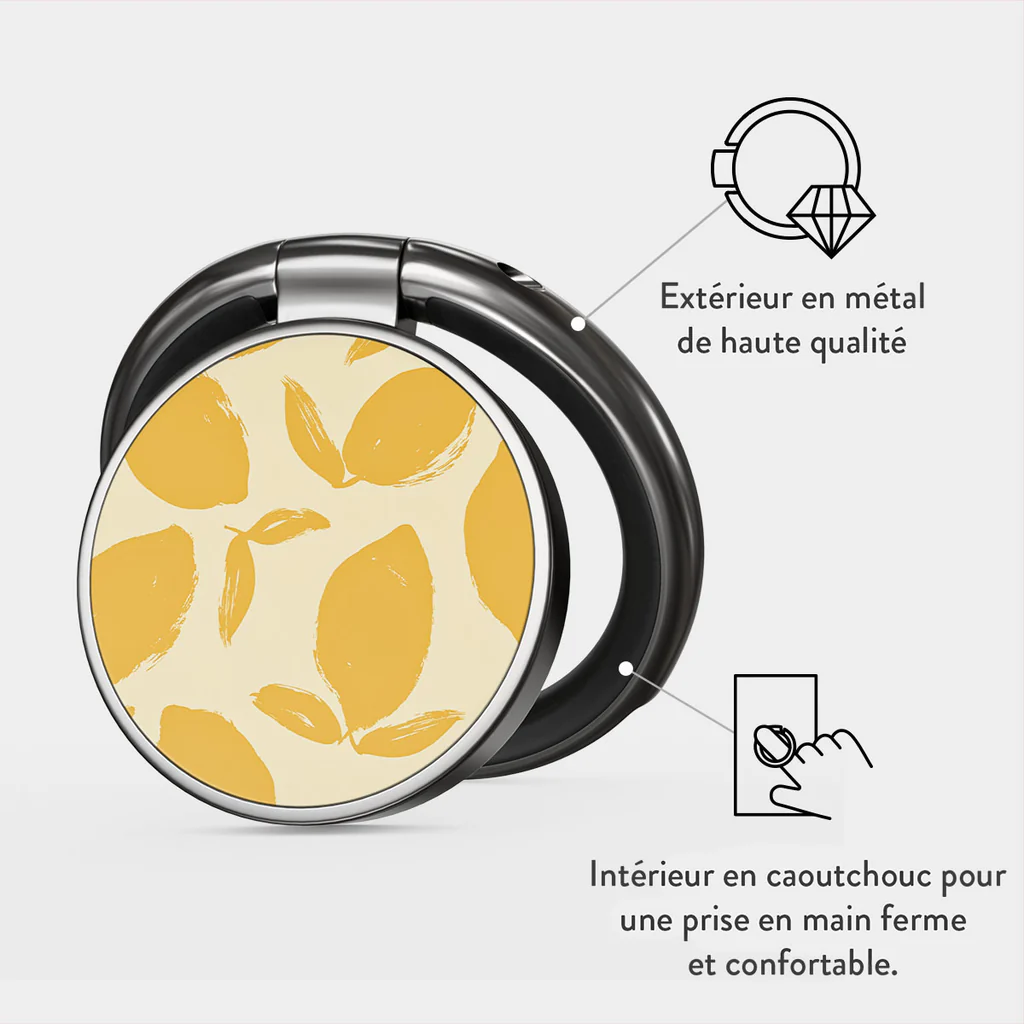 Extérieur en métal
de haute qualité
Intérieur en caoutchouc pour
une prise en main ferme
et confortable.